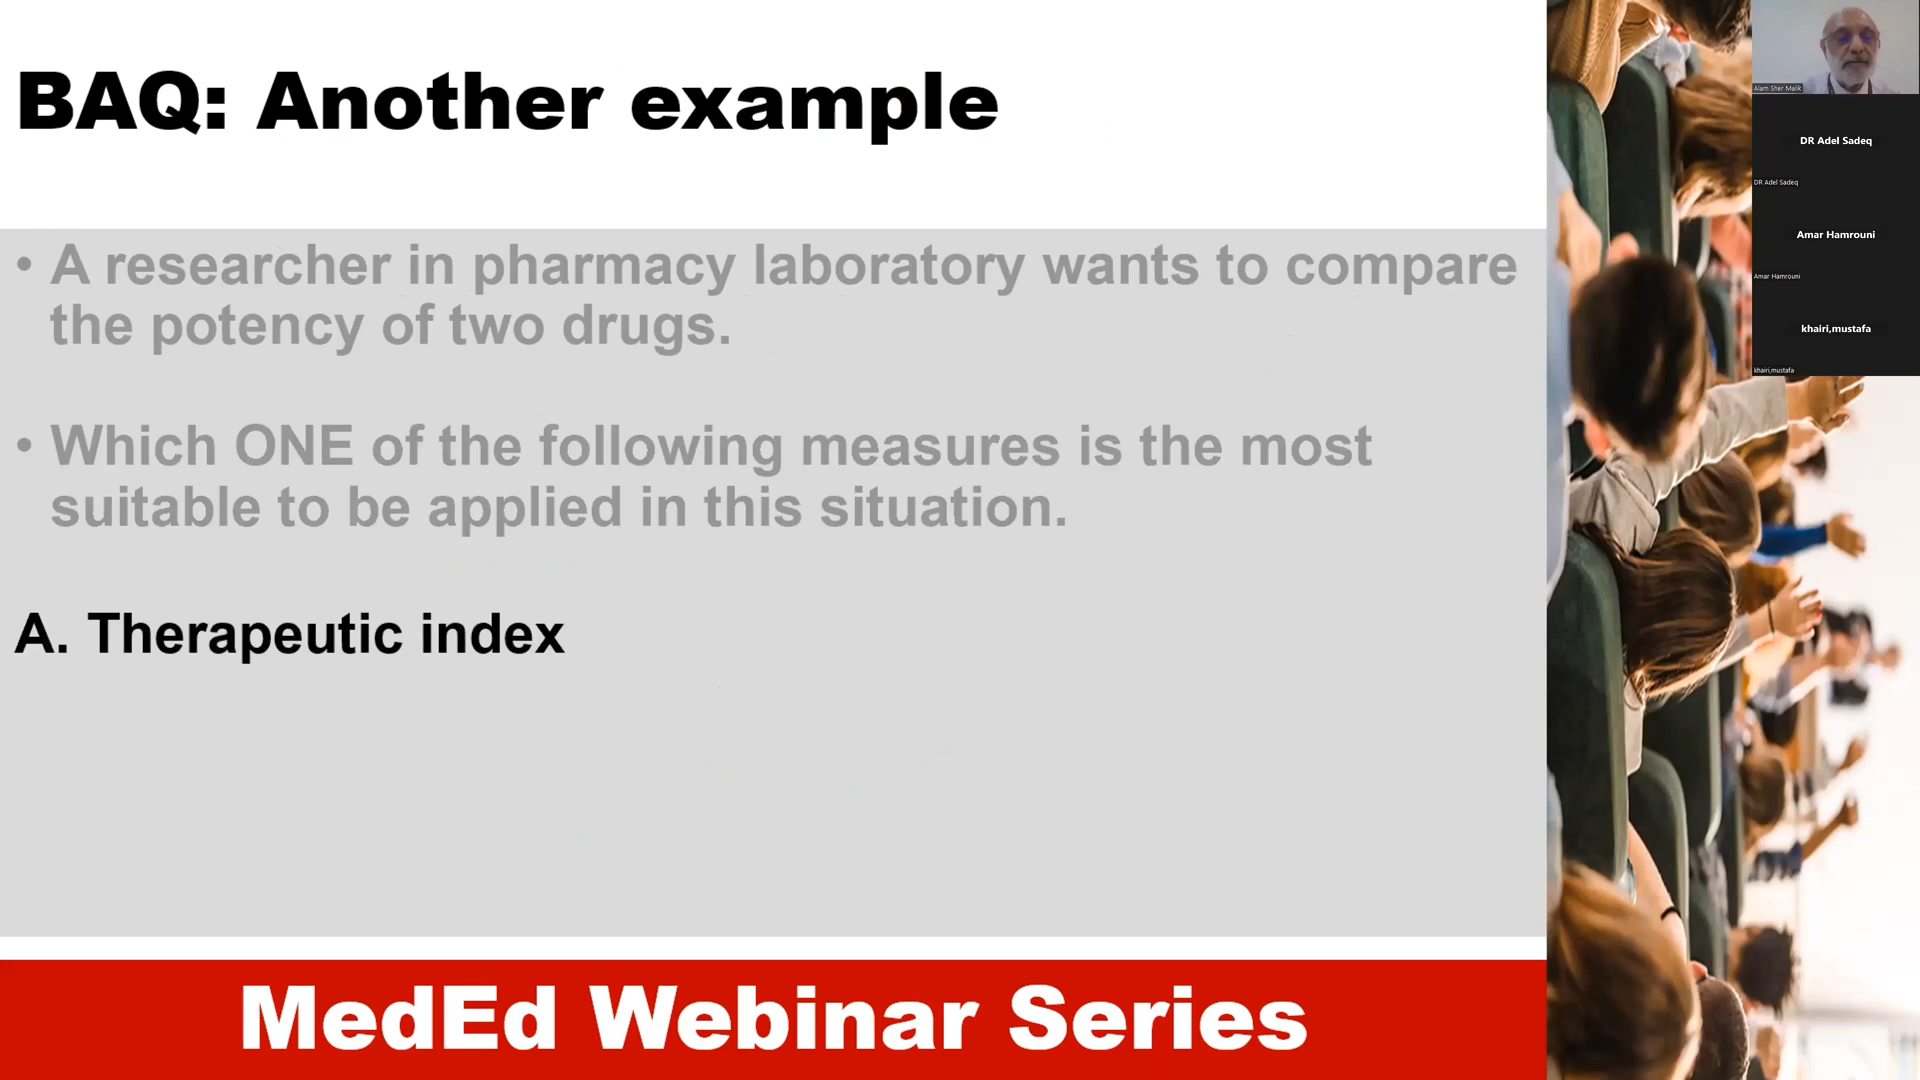 BAQ: Another example
• A researcher in pharmacy laboratory wants to compare
the potency of two drugs.
• Which ONE of the following measures is the most
suitable to be applied in this situation.
A. Therapeutic index
MedEd Webinar Series
Alam Sher Malik
DR Adel Sadeq
DR Adel Sadeq
Amar Hamrouni
Amar Hamrouni
khairi,mustafa
khairi,mustafa